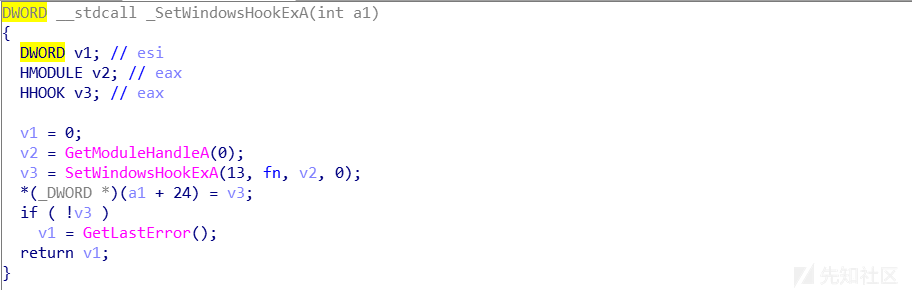 DWORD __stdcall _SetWindowsHookExA(int a1)
{
  DWORD v1; // esi
  HMODULE v2; // eax
  HHOOK v3; // eax
  v1 = 0;
  v2 = GetModuleHandleA(0);
  v3 = SetWindowsHookExA(13, fn, v2, 0);
  *(_DWORD *)(a1 + 24) = v3;
  if ( !v3 )
    v1 = GetLastError();
  return v1;
}
先知社区